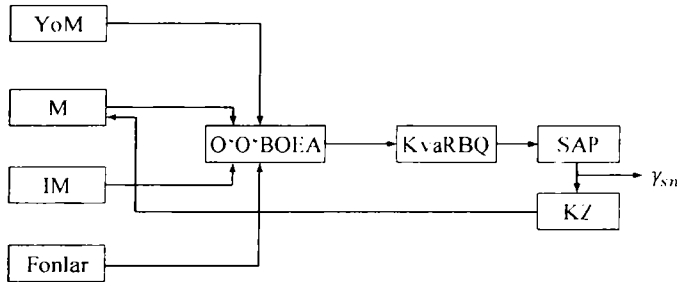 YoM
M
O`O`BOEA
KvaRBQ
SAP
γsn
IM
KZ
Fonlar